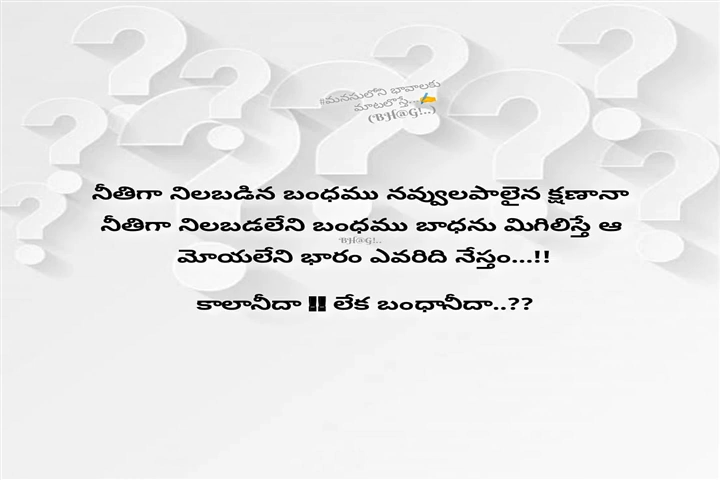 #మనసులోని భావాలకు
మాటలొస్తే...✍️
(BH@G!..)
నీతిగా నిలబడిన బంధము నవ్వులపాలైన క్షణానా
నీతిగా నిలబడలేని బంధము బాధను మిగిలిస్తే ఆ
BH@G!..
మోయలేని భారం ఎవరిది నేస్తం...!!
కాలానీదా !! లేక బంధానీదా..??